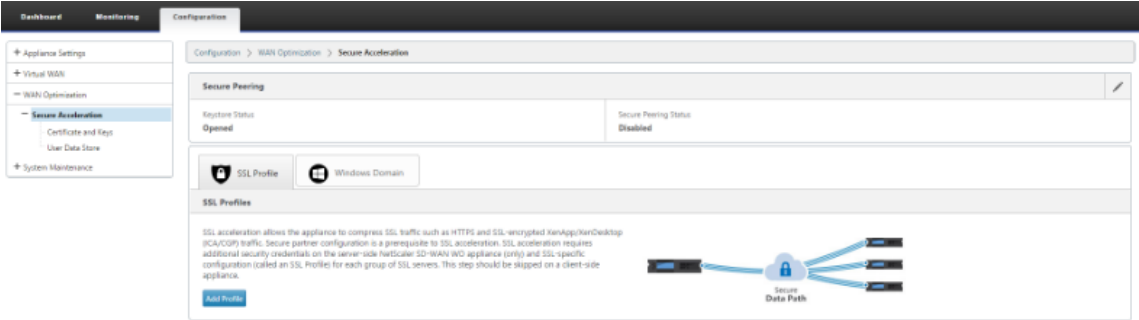 Dashboard Monitoring Configuration
+ Appliance Settings
+ Virtual WAN
− WAN Optimization
− Secure Acceleration
Certificate and Keys
User Data Store
+ System Maintenance
Configuration > WAN Optimization > Secure Acceleration
Secure Peering
Keystore Status
Opened
Secure Peering Status
Disabled
SSL Profile
Windows Domain
SSL Profiles
SSL acceleration allows the appliance to compress SSL traffic such as HTTPS and SSL-encrypted XenApp/XenDesktop
(ICA/CGP) traffic. Secure partner configuration is a prerequisite to SSL acceleration. SSL acceleration requires
additional security credentials on the server-side NetScaler SD-WAN WO appliance (only) and SSL-specific
configuration (called an SSL Profile) for each group of SSL servers. This step should be skipped on a client-side
appliance.
Add Profile
Secure
Data Path